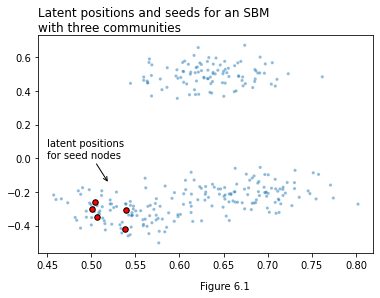 Latent positions and seeds for an SBM
with three communities
0.6
0.4
0.2
0.0
−0.2
−0.4
latent positions
for seed nodes
0.45 0.50 0.55 0.60 0.65 0.70 0.75 0.80
Figure 6.1